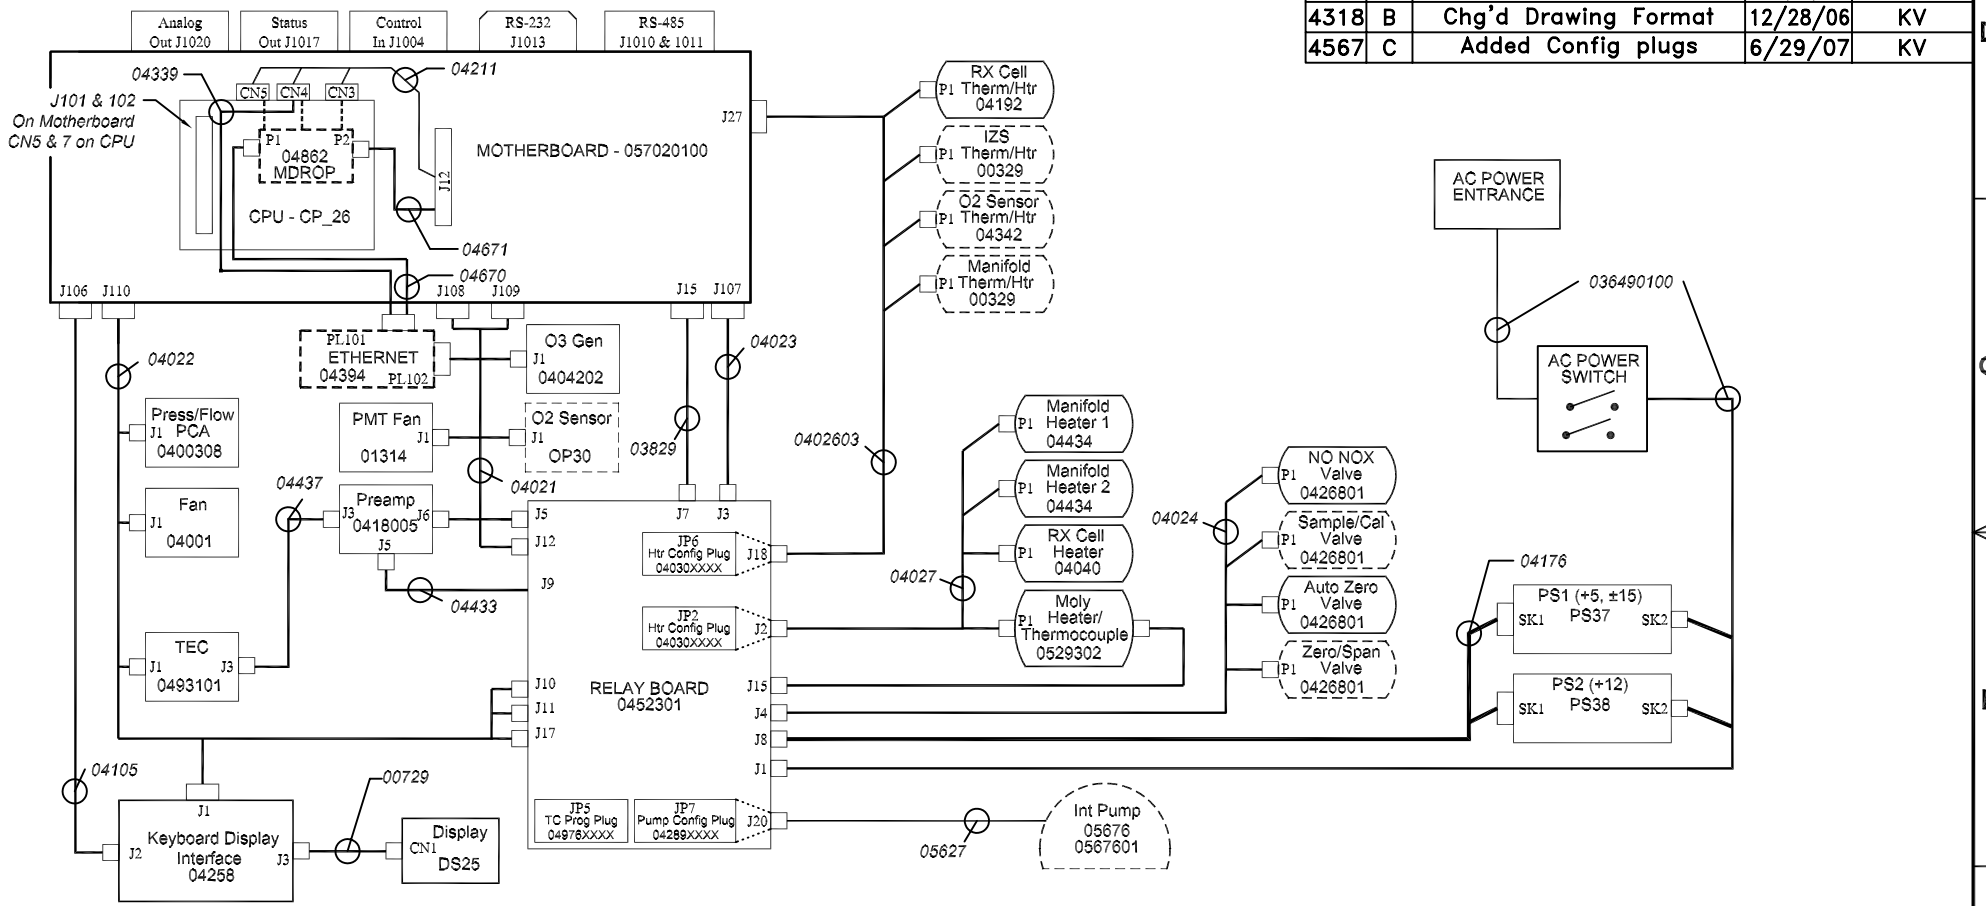 4318 B Chg'd Drawing Format 12/28/06 KV
4567 C Added Config plugs 6/29/07 KV
Analog
Out J1020
Status
Out J1017
Control
In J1004
RS-232
J1013
RS-485
J1010 & 1011
04339
04211
J101 & 102
On Motherboard
CN5 & 7 on CPU
CN5
CN4
CN3
P1
P2
04862
MDROP
CPU - CP_26
J12
MOTHERBOARD - 057020100
J27
04671
04670
J106
J110
J108
J109
J15
J107
RX Cell
P1 Therm/Htr
04192
IZS
P1 Therm/Htr
00329
O2 Sensor
P1 Therm/Htr
04342
Manifold
P1 Therm/Htr
00329
AC POWER
ENTRANCE
036490100
AC POWER
SWITCH
04022
PL101
ETHERNET
04394
PL102
O3 Gen
J1
0404202
04023
Press/Flow
J1 PCA
0400308
PMT Fan
J1
01314
O2 Sensor
J1
OP30
03829
0402603
04021
Fan
J1
04001
04437
Preamp
J3 0418005 J6
J5
04433
TEC
J1 J3
0493101
J5
J12
J9
J7
J3
JP6
Htr Config Plug
04030XXXX
J18
JP2
Htr Config Plug
04030XXXX
J2
J10
J11
J17
RELAY BOARD
0452301
J15
J4
J8
J1
JP5
TC Prog Plug
04976XXXX
JP7
Pump Config Plug
04289XXXX
J20
Manifold
P1 Heater 1
04434
Manifold
P1 Heater 2
04434
RX Cell
P1 Heater
04040
04027
Moly
P1 Heater/
Thermocouple
0529302
04024
NO NOX
P1 Valve
0426801
Sample/Cal
P1 Valve
0426801
Auto Zero
P1 Valve
0426801
Zero/Span
P1 Valve
0426801
04176
PS1 (+5, ±15)
SK1 PS37 SK2
PS2 (+12)
SK1 PS38 SK2
04105
J1
Keyboard Display
J2 Interface J3
04258
00729
Display
CN1
DS25
05627
Int Pump
05676
0567601